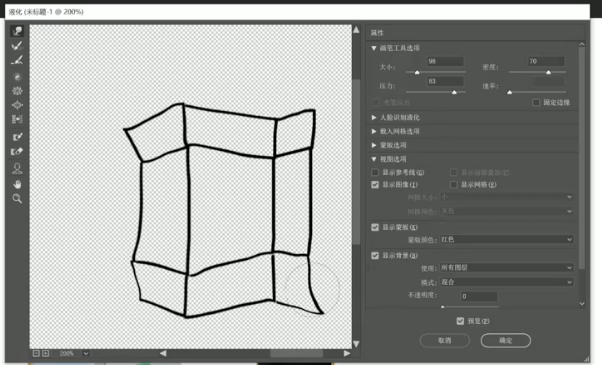 液化 (未标题-1 @ 200%)
属性
画笔工具选项
大小: 98 密度: 70
压力: 83 速率:
光笔压力 固定边缘
人脸识别液化
载入网格选项
蒙版选项
视图选项
显示参考线(G)
显示图像(I) 显示网格(E)
网格大小: 小
网格颜色: 灰色
显示蒙版(K)
蒙版颜色: 红色
显示背景(K)
使用: 所有图层
模式: 混合
不透明度: 0
预览(P)
取消 确定
200%